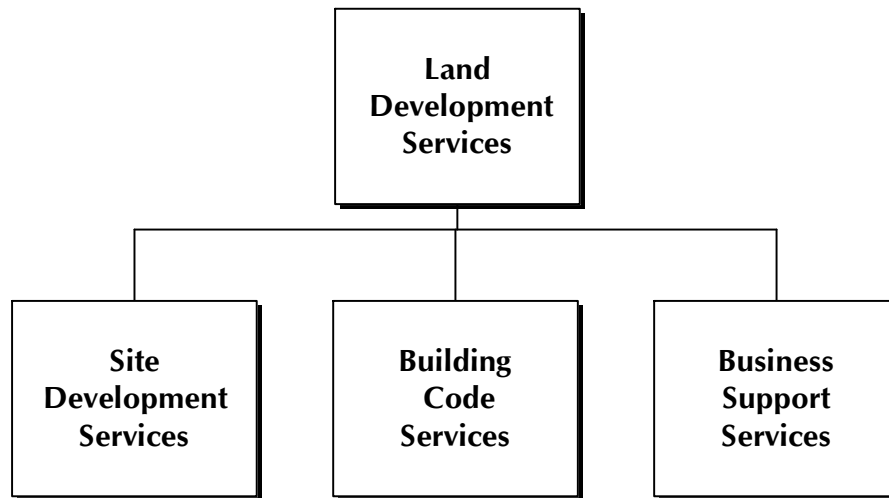 Land
Development
Services
Site
Development
Services
Building
Code
Services
Business
Support
Services